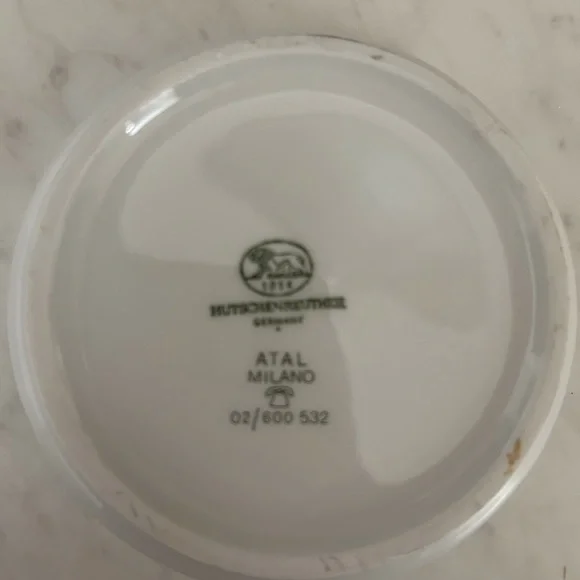 1814
HUTSCHENREUTHER
GERMANY
ATAL
MILANO
02/600 532